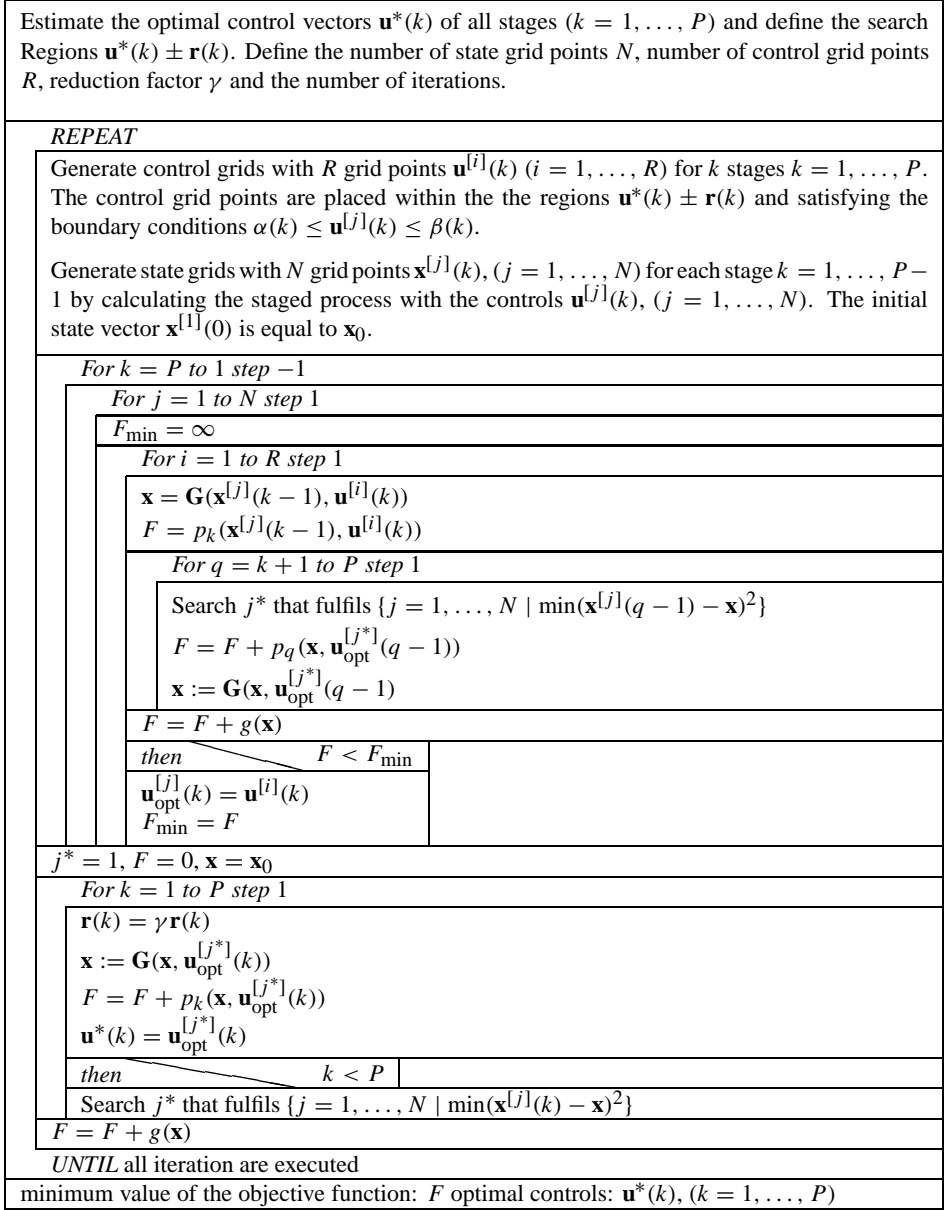 Estimate the optimal control vectors u*(k) of all stages (k = 1, . . . , P) and define the search
Regions u*(k) ± r(k). Define the number of state grid points N, number of control grid points
R, reduction factor γ and the number of iterations.
REPEAT
Generate control grids with R grid points u^[i](k) (i = 1, . . . , R) for k stages k = 1, . . . , P.
The control grid points are placed within the the regions u*(k) ± r(k) and satisfying the
boundary conditions α(k) ≤ u^[j](k) ≤ β(k).
Generate state grids with N grid points x^[j](k), (j = 1, . . . , N) for each stage k = 1, . . . , P−
1 by calculating the staged process with the controls u^[j](k), (j = 1, . . . , N). The initial
state vector x^[1](0) is equal to x_0.
For k = P to 1 step −1
For j = 1 to N step 1
F_min = ∞
For i = 1 to R step 1
x = G(x^[j](k − 1), u^[i](k))
F = p_k(x^[j](k − 1), u^[i](k))
For q = k + 1 to P step 1
Search j* that fulfils {j = 1, . . . , N | min(x^[j](q − 1) − x)^2}
F = F + p_q(x, u_opt^[j*](q − 1))
x := G(x, u_opt^[j*](q − 1)
F = F + g(x)
then F < F_min
u_opt^[j](k) = u^[i](k)
F_min = F
j* = 1, F = 0, x = x_0
For k = 1 to P step 1
r(k) = γr(k)
x := G(x, u_opt^[j*](k))
F = F + p_k(x, u_opt^[j*](k))
u*(k) = u_opt^[j*](k)
then k < P
Search j* that fulfils {j = 1, . . . , N | min(x^[j](k) − x)^2}
F = F + g(x)
UNTIL all iteration are executed
minimum value of the objective function: F optimal controls: u*(k), (k = 1, . . . , P)